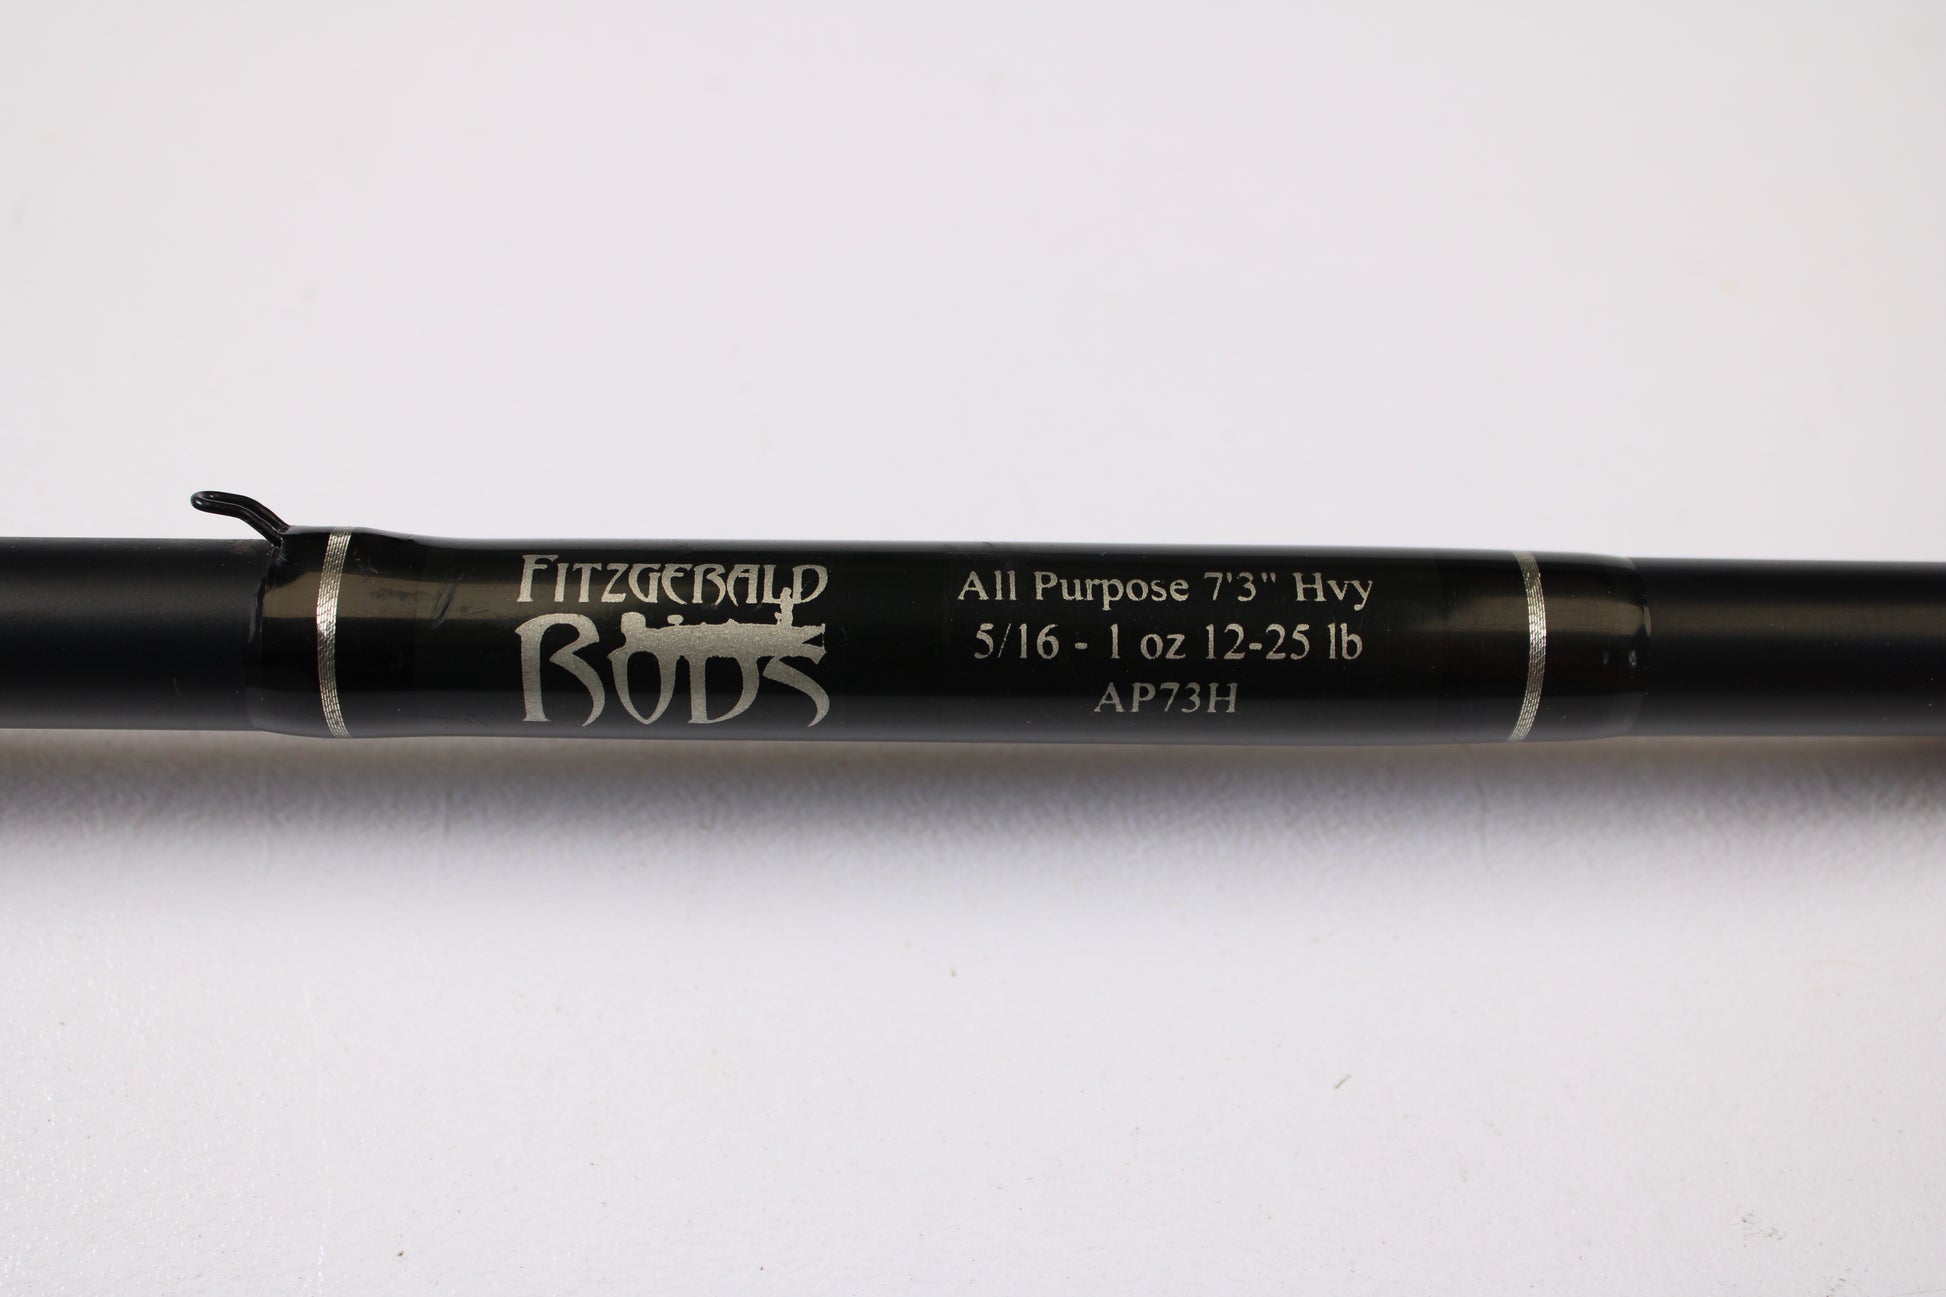 FITZGERALD
RODS
All Purpose 7'3" Hvy
5/16 - 1 oz 12-25 lb
AP73H